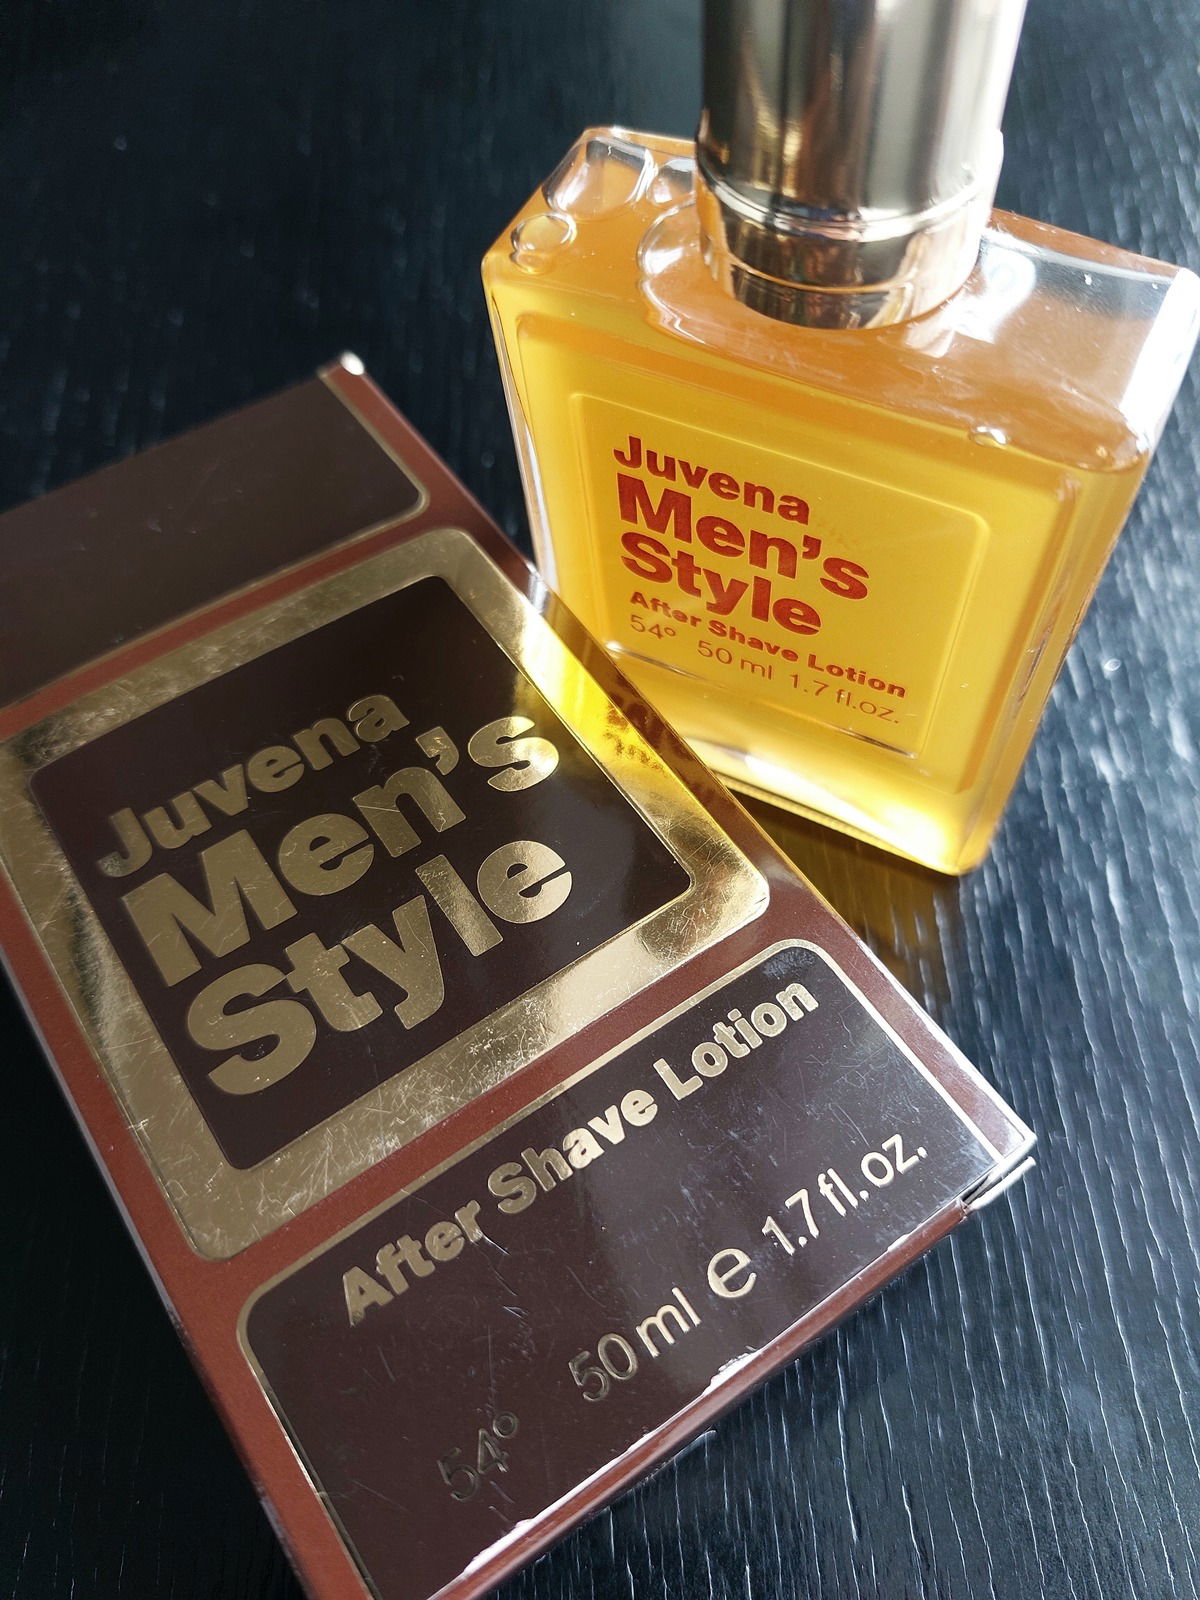 Juvena
Men's
Style
After Shave Lotion
54° 50 ml 1.7 fl.oz.
Juvena
Men's
Style
After Shave Lotion
54° 50 ml e 1.7 fl.oz.